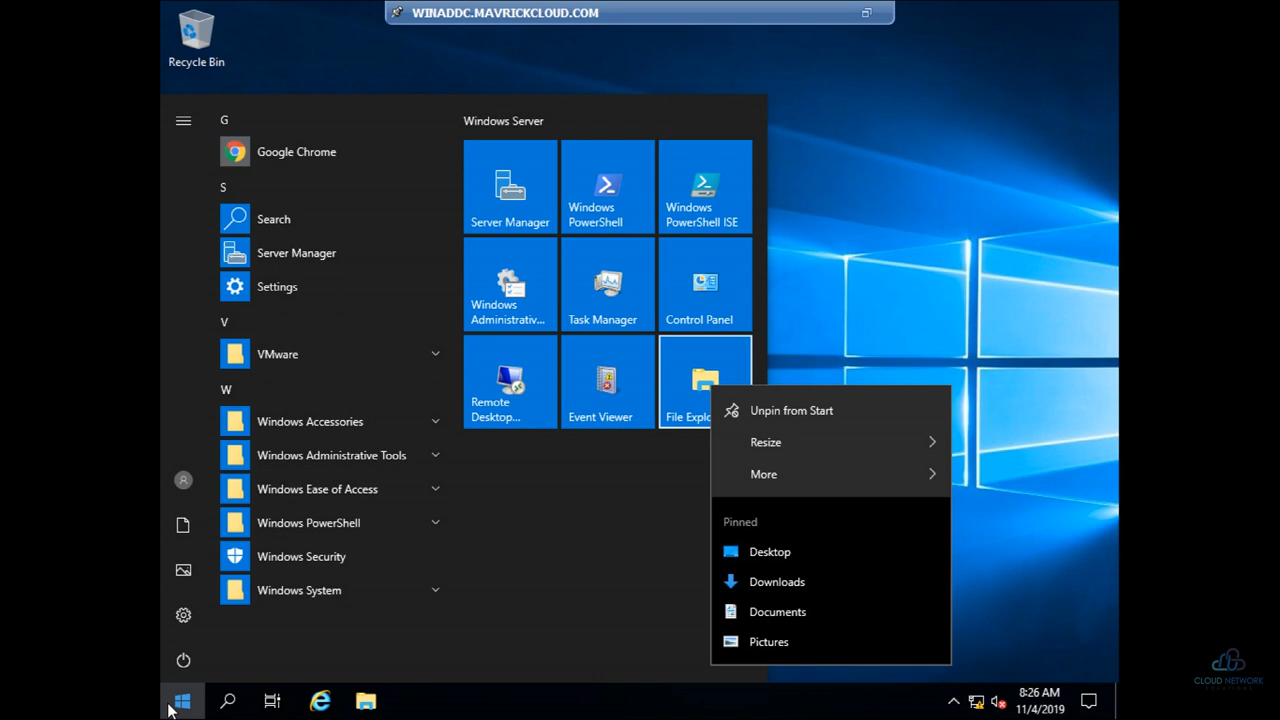 WINADDC.MAVRICKCLOUD.COM
Recycle Bin
G
Google Chrome
S
Search
Server Manager
Settings
V
VMware
W
Windows Accessories
Windows Administrative Tools
Windows Ease of Access
Windows PowerShell
Windows Security
Windows System
Windows Server
Server Manager
Windows
PowerShell
Windows
PowerShell ISE
Windows
Administrativ...
Task Manager
Control Panel
Remote
Desktop...
Event Viewer
File Explo
Unpin from Start
Resize
More
Pinned
Desktop
Downloads
Documents
Pictures
8:26 AM
11/4/2019
CLOUD NETWORK
SOLUTIONS